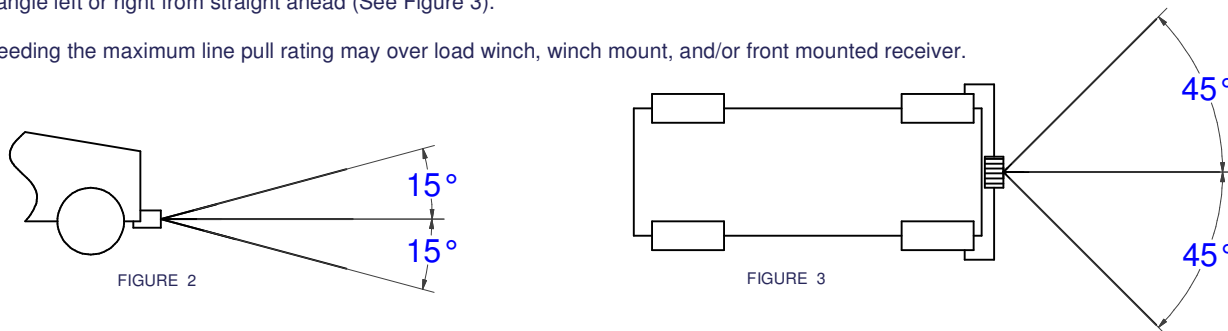 angle left or right from straight ahead (See Figure 3).
eeding the maximum line pull rating may over load winch, winch mount, and/or front mounted receiver.
45°
15°
15°
45°
FIGURE 2
FIGURE 3